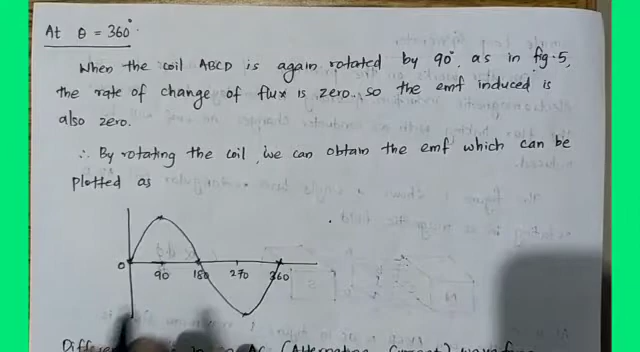 At θ = 360°
When the coil ABCD is again rotated by 90°, as in fig.5,
the rate of change of flux is zero. so the emf induced is
also zero.
∴ By rotating the coil, we can obtain the emf which can be
plotted as
0 90 180 270 360
(Alternating Current)